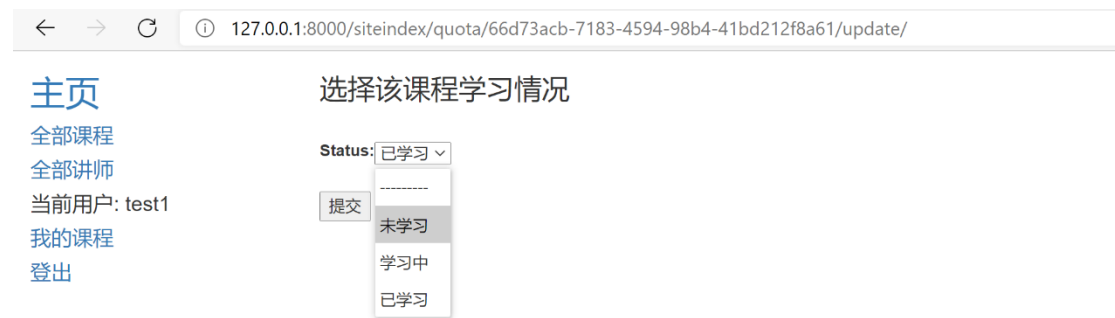 127.0.0.1:8000/siteindex/quota/66d73acb-7183-4594-98b4-41bd212f8a61/update/
主页
全部课程
全部讲师
当前用户: test1
我的课程
登出
选择该课程学习情况
Status: 已学习
---------
未学习
学习中
已学习
提交